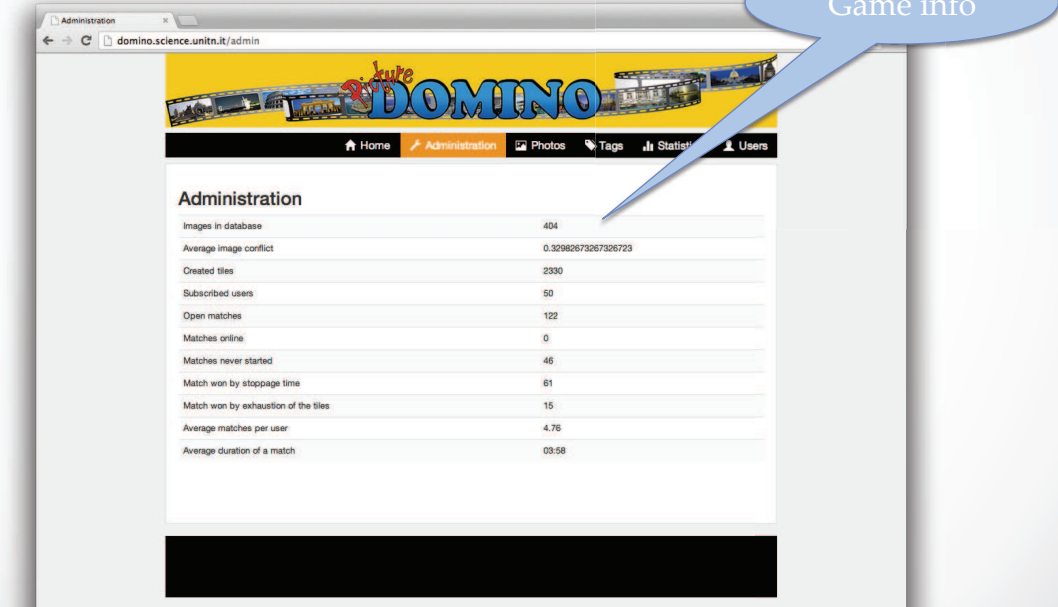 Game info
Administration
domino.science.unitn.it/admin
Picture DOMINO
Home Administration Photos Tags Users
Administration
Images in database 404
Average image conflict 0.32982673267326723
Created tiles 2330
Subscribed users 50
Open matches 122
Matches online 0
Matches never started 46
Match won by stoppage time 61
Match won by exhaustion of the tiles 15
Average matches per user 4.76
Average duration of a match 03:58